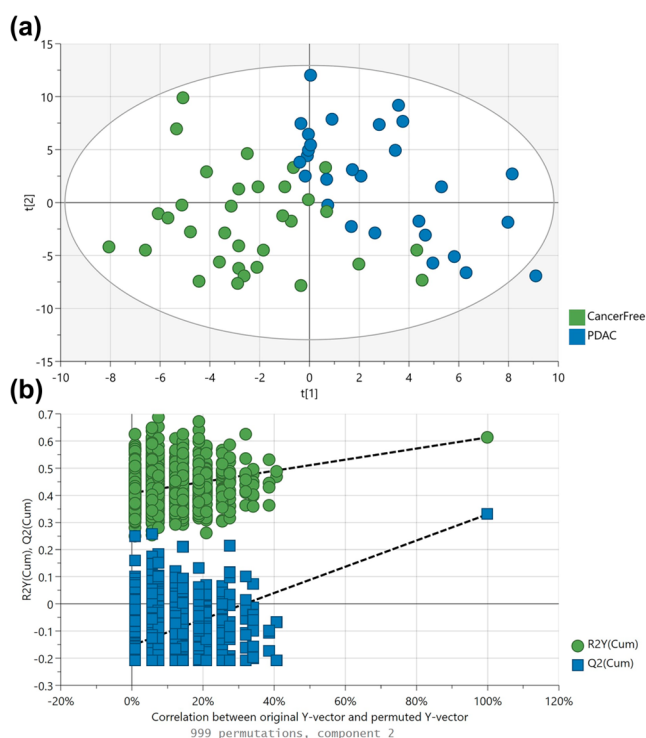 (a)
15
10
5
0
-5
-10
-15
t[2]
-10 -8 -6 -4 -2 0 2 4 6 8 10
t[1]
CancerFree
PDAC
(b)
0.7
0.6
0.5
0.4
0.3
0.2
0.1
0
-0.1
-0.2
-0.3
R2Y(Cum), Q2(Cum)
-20% 0% 20% 40% 60% 80% 100% 120%
R2Y(Cum)
Q2(Cum)
Correlation between original Y-vector and permuted Y-vector
999 permutations, component 2